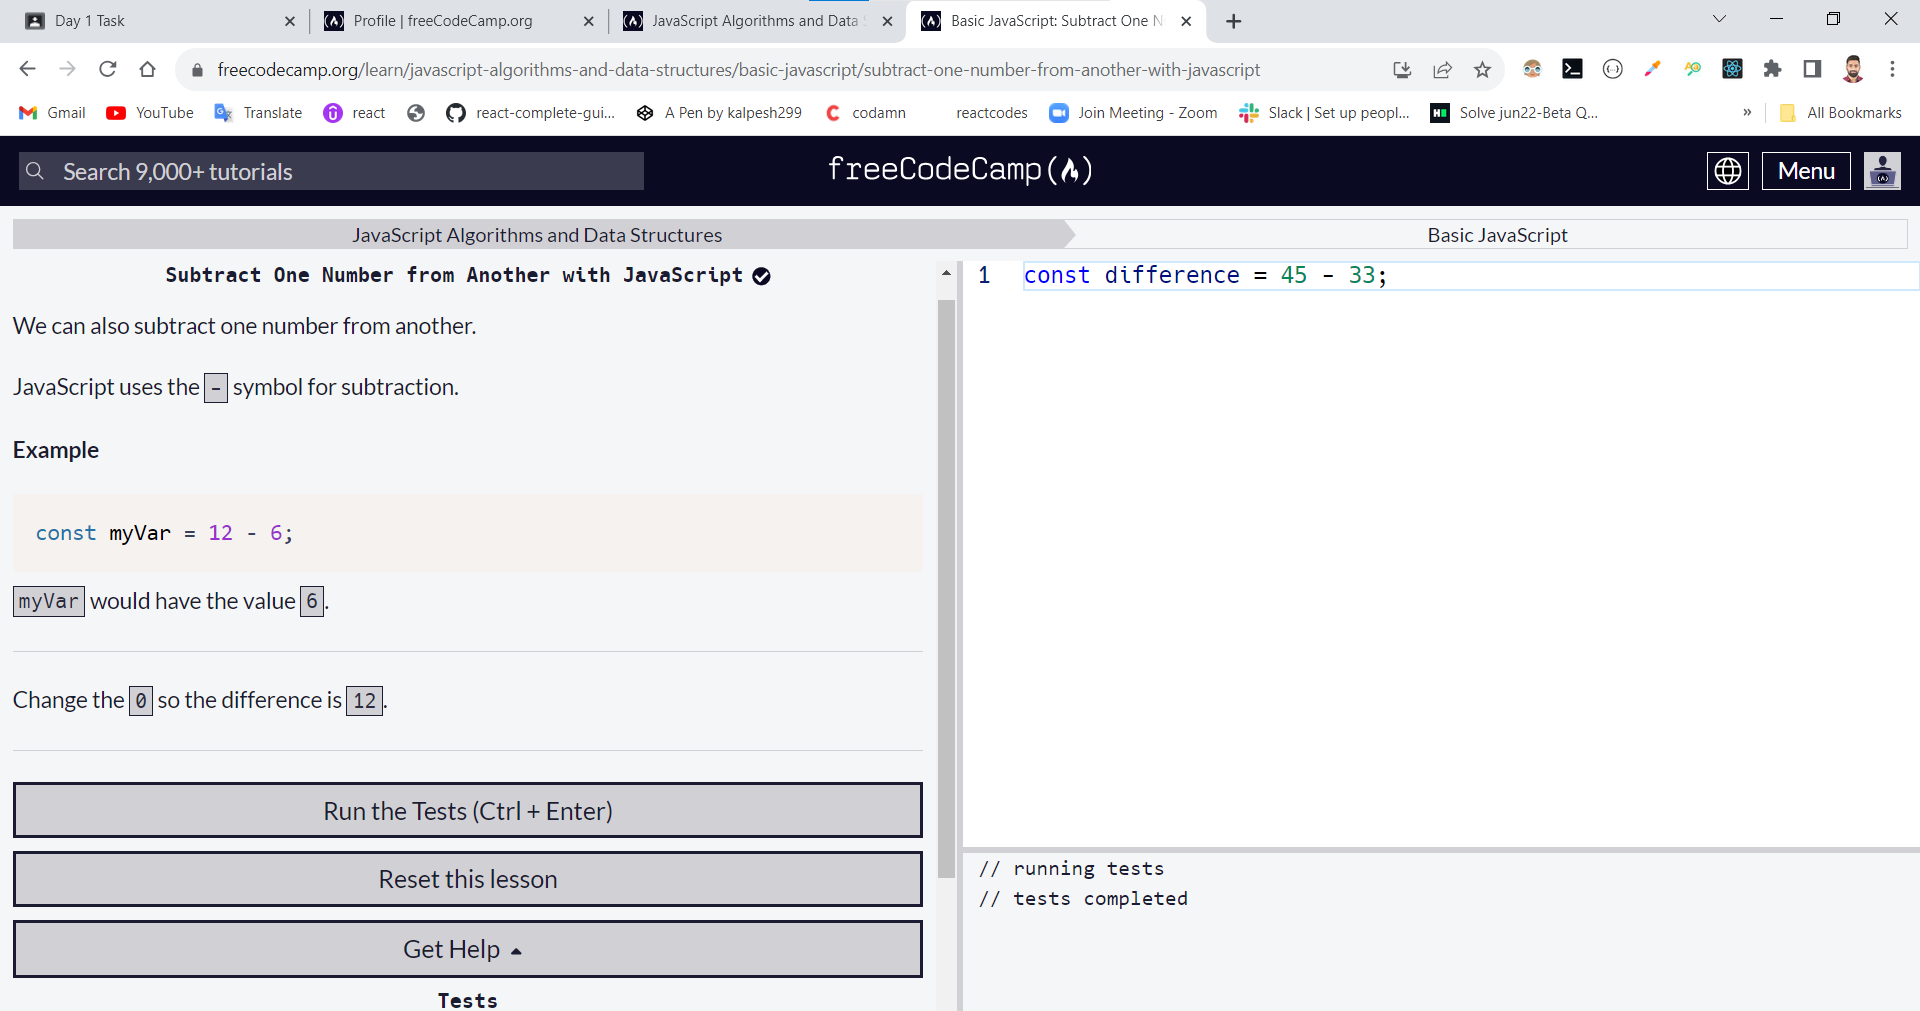 Day 1 Task
Profile | freeCodeCamp.org
JavaScript Algorithms and Data
Basic JavaScript: Subtract One N
freecodecamp.org/learn/javascript-algorithms-and-data-structures/basic-javascript/subtract-one-number-from-another-with-javascript
Gmail YouTube Translate react react-complete-gui... A Pen by kalpesh299 codamn reactcodes Join Meeting - Zoom Slack | Set up peopl... Solve jun22-Beta Q... » All Bookmarks
Search 9,000+ tutorials
freeCodeCamp(🔥)
Menu
JavaScript Algorithms and Data Structures
Basic JavaScript
Subtract One Number from Another with JavaScript
We can also subtract one number from another.
JavaScript uses the - symbol for subtraction.
Example
const myVar = 12 - 6;
myVar would have the value 6.
Change the 0 so the difference is 12.
Run the Tests (Ctrl + Enter)
Reset this lesson
Get Help
Tests
1 const difference = 45 - 33;
// running tests
// tests completed